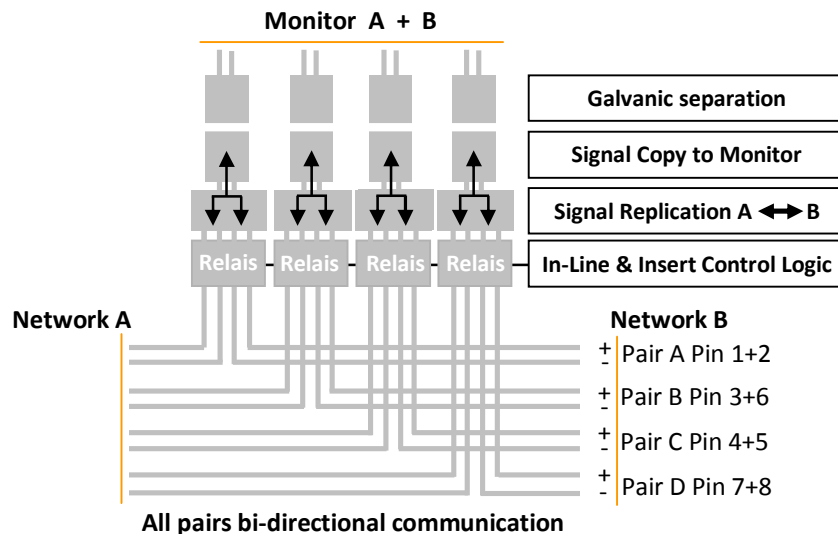 Monitor A + B
Galvanic separation
Signal Copy to Monitor
Signal Replication A B
Relais Relais Relais Relais
In-Line & Insert Control Logic
Network A
Network B
+ Pair A Pin 1+2
-
+ Pair B Pin 3+6
-
+ Pair C Pin 4+5
-
+ Pair D Pin 7+8
-
All pairs bi-directional communication